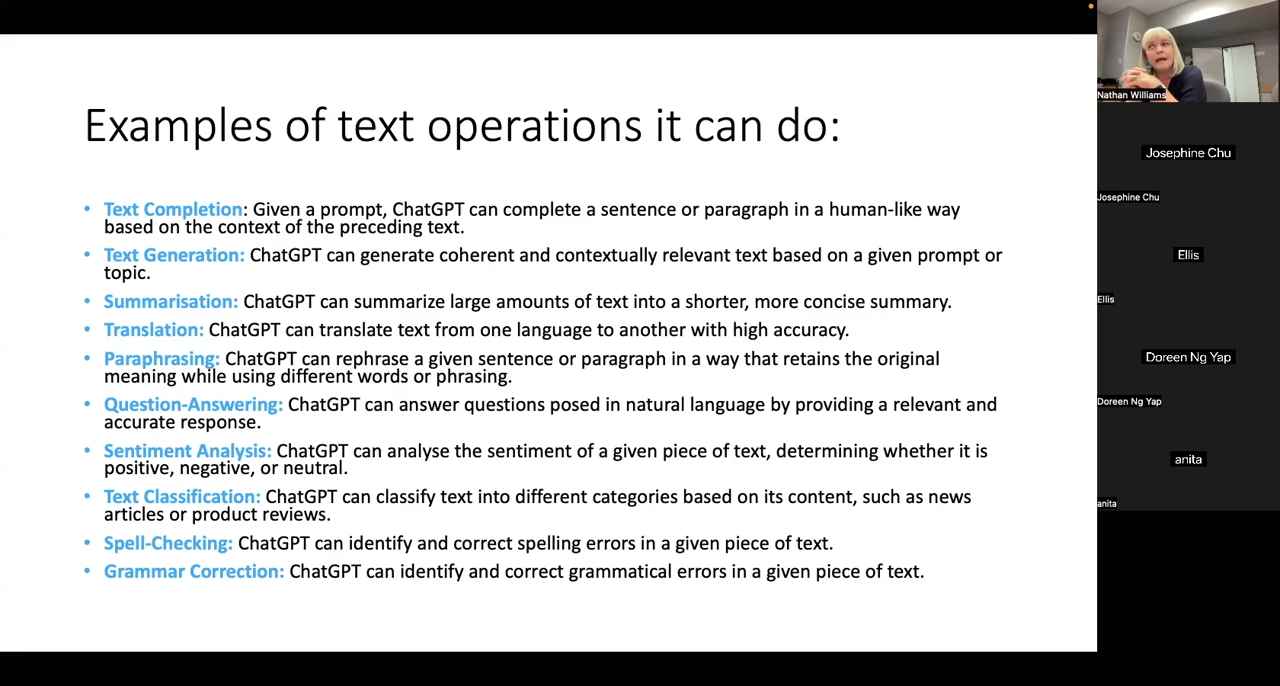 Examples of text operations it can do:
• Text Completion: Given a prompt, ChatGPT can complete a sentence or paragraph in a human-like way
based on the context of the preceding text.
• Text Generation: ChatGPT can generate coherent and contextually relevant text based on a given prompt or
topic.
• Summarisation: ChatGPT can summarize large amounts of text into a shorter, more concise summary.
• Translation: ChatGPT can translate text from one language to another with high accuracy.
• Paraphrasing: ChatGPT can rephrase a given sentence or paragraph in a way that retains the original
meaning while using different words or phrasing.
• Question-Answering: ChatGPT can answer questions posed in natural language by providing a relevant and
accurate response.
• Sentiment Analysis: ChatGPT can analyse the sentiment of a given piece of text, determining whether it is
positive, negative, or neutral.
• Text Classification: ChatGPT can classify text into different categories based on its content, such as news
articles or product reviews.
• Spell-Checking: ChatGPT can identify and correct spelling errors in a given piece of text.
• Grammar Correction: ChatGPT can identify and correct grammatical errors in a given piece of text.
Nathan Williams
Josephine Chu
Josephine Chu
Ellis
Ellis
Doreen Ng Yap
Doreen Ng Yap
anita
anita